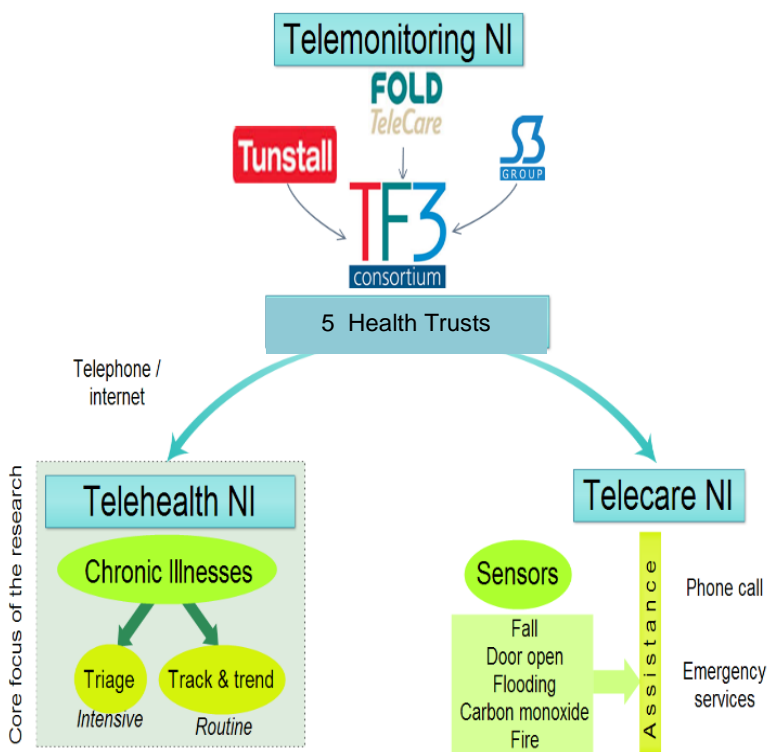 Telemonitoring NI
FOLD
TeleCare
Tunstall
S3
GROUP
TF3
consortium
5 Health Trusts
Telephone /
internet
Core focus of the research
Telehealth NI
Chronic Illnesses
Triage
Intensive
Track & trend
Routine
Telecare NI
Sensors
Fall
Door open
Flooding
Carbon monoxide
Fire
Assistance
Phone call
Emergency
services